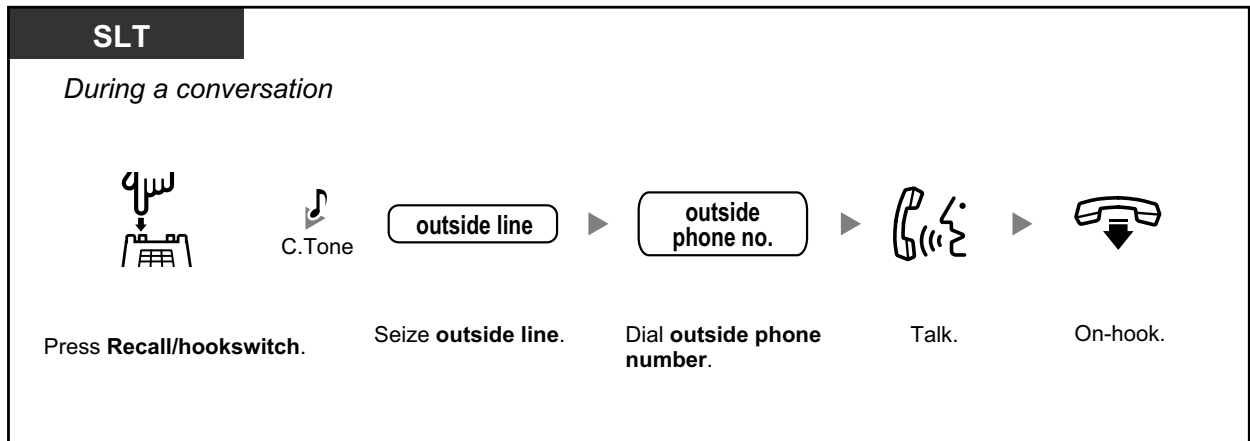 SLT
During a conversation
C.Tone
outside line
outside
phone no.
Press Recall/hookswitch.
Seize outside line.
Dial outside phone
number.
Talk.
On-hook.